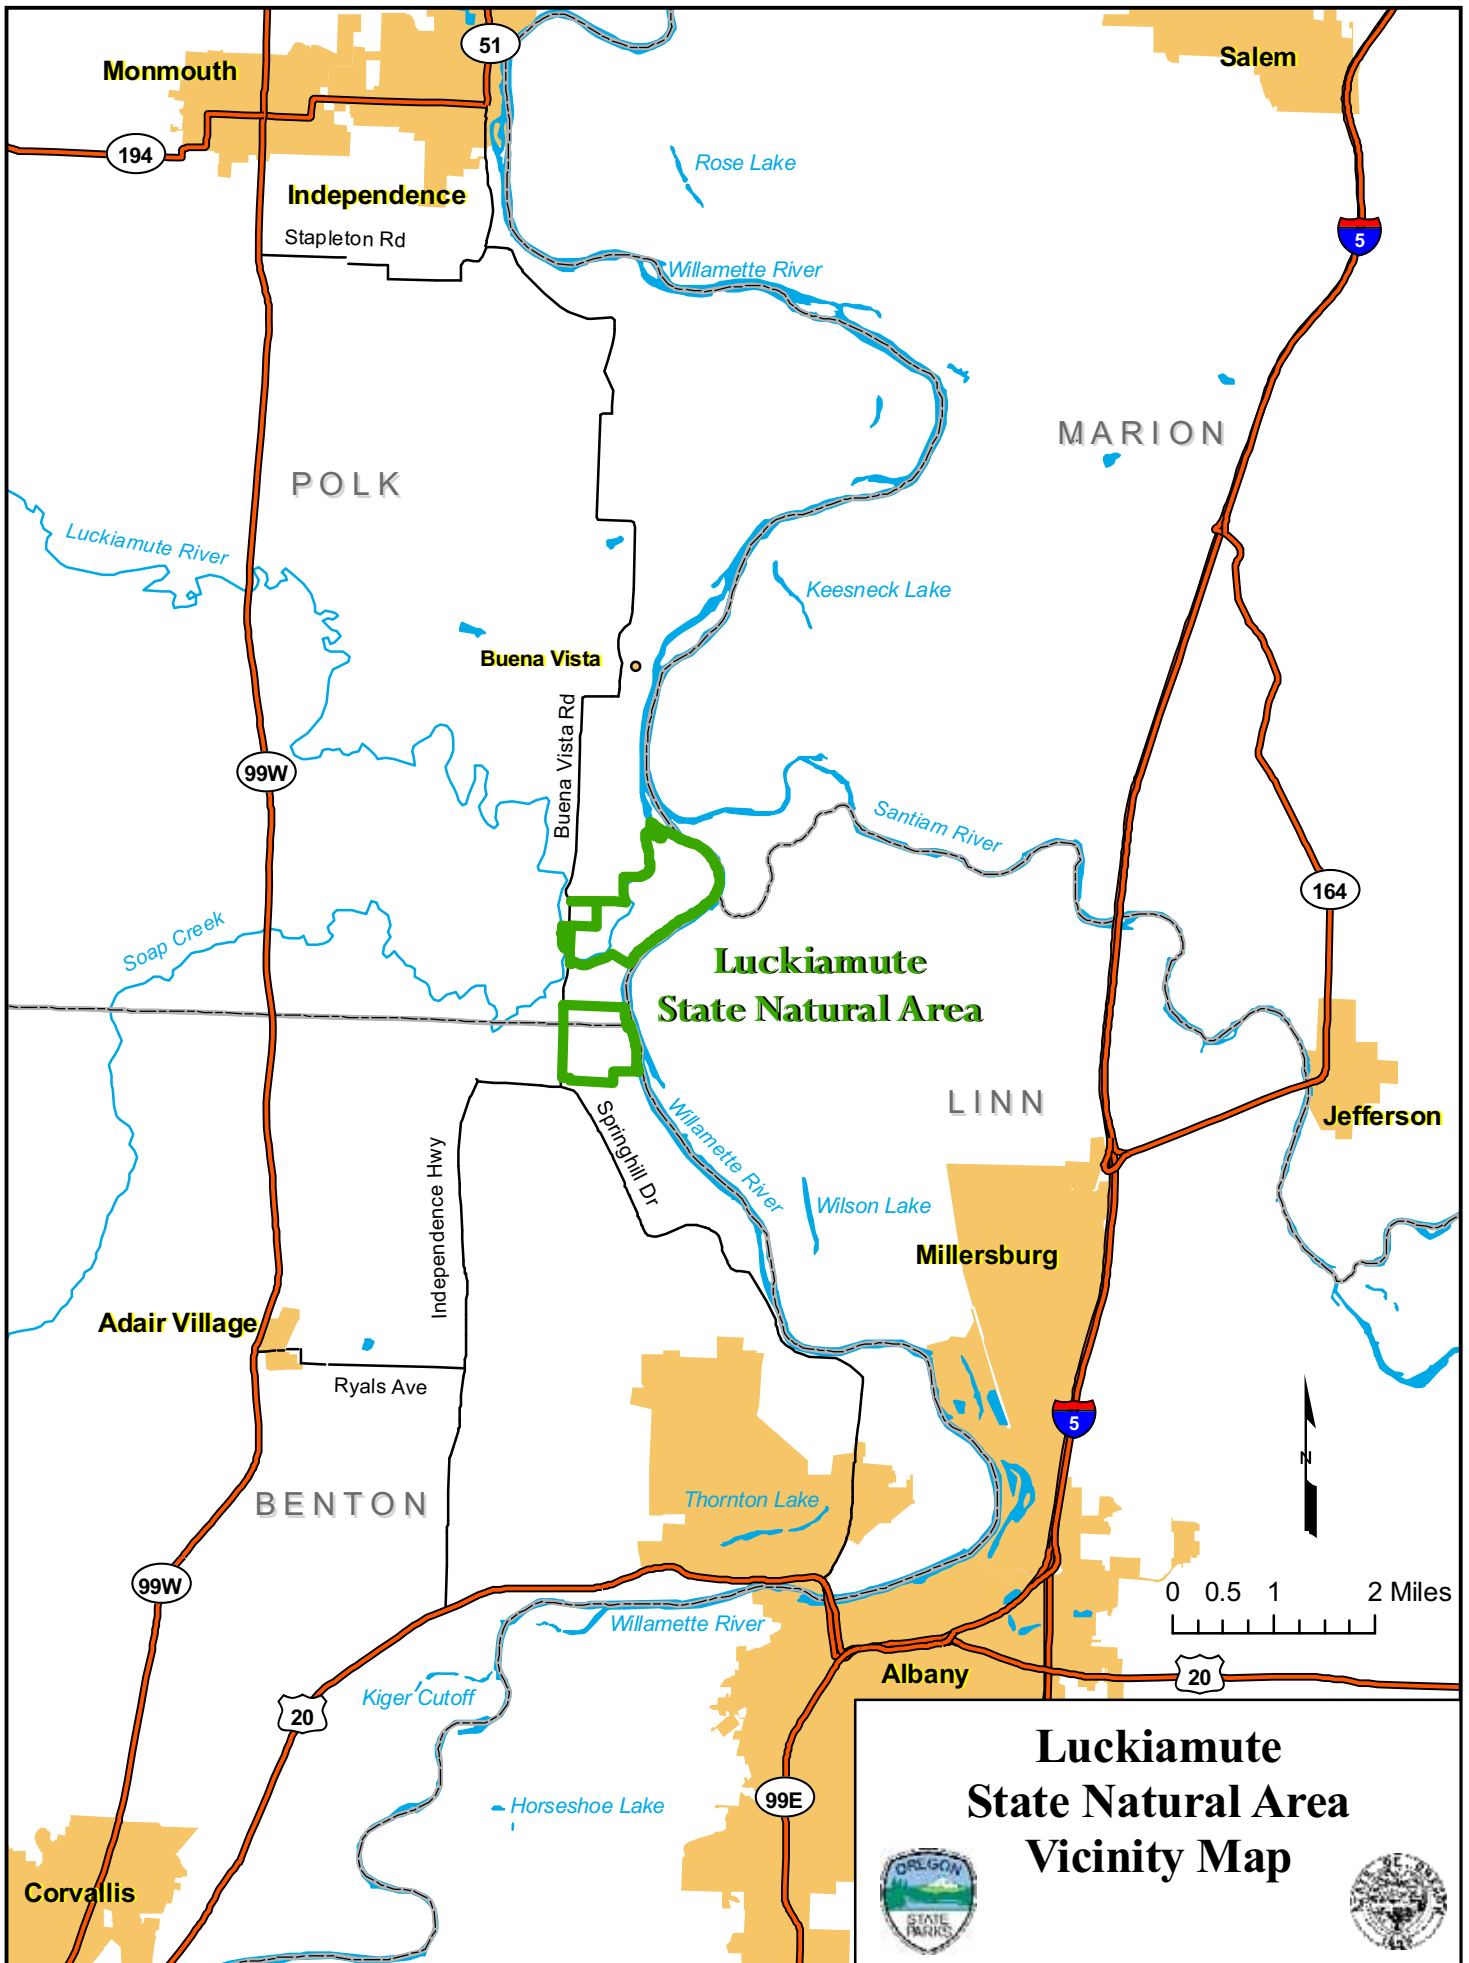 51
Monmouth
Salem
194
Rose Lake
Independence
Stapleton Rd
5
Willamette River
MARION
POLK
Luckiamute River
Keesneck Lake
Buena Vista
Buena Vista Rd
99W
Santiam River
164
Soap Creek
Luckiamute
State Natural Area
LINN
Jefferson
Willamette River
Springhill Dr
Independence Hwy
Wilson Lake
Millersburg
Adair Village
Ryals Ave
5
N
BENTON
Thornton Lake
99W
0 0.5 1 2 Miles
Willamette River
Albany
20
Kiger Cutoff
20
Luckiamute
State Natural Area
Vicinity Map
99E
Horseshoe Lake
OREGON
STATE
PARKS
Corvallis